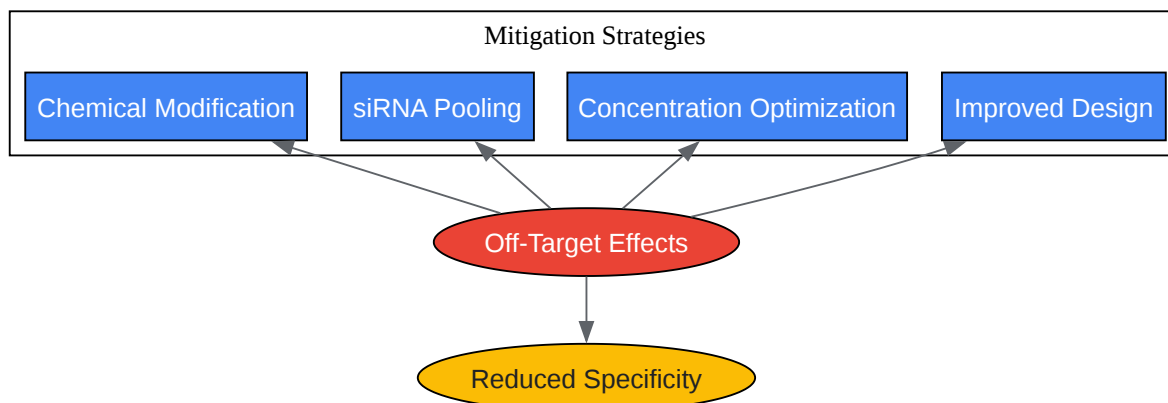 Mitigation Strategies
Chemical Modification
siRNA Pooling
Concentration Optimization
Improved Design
Off-Target Effects
Reduced Specificity